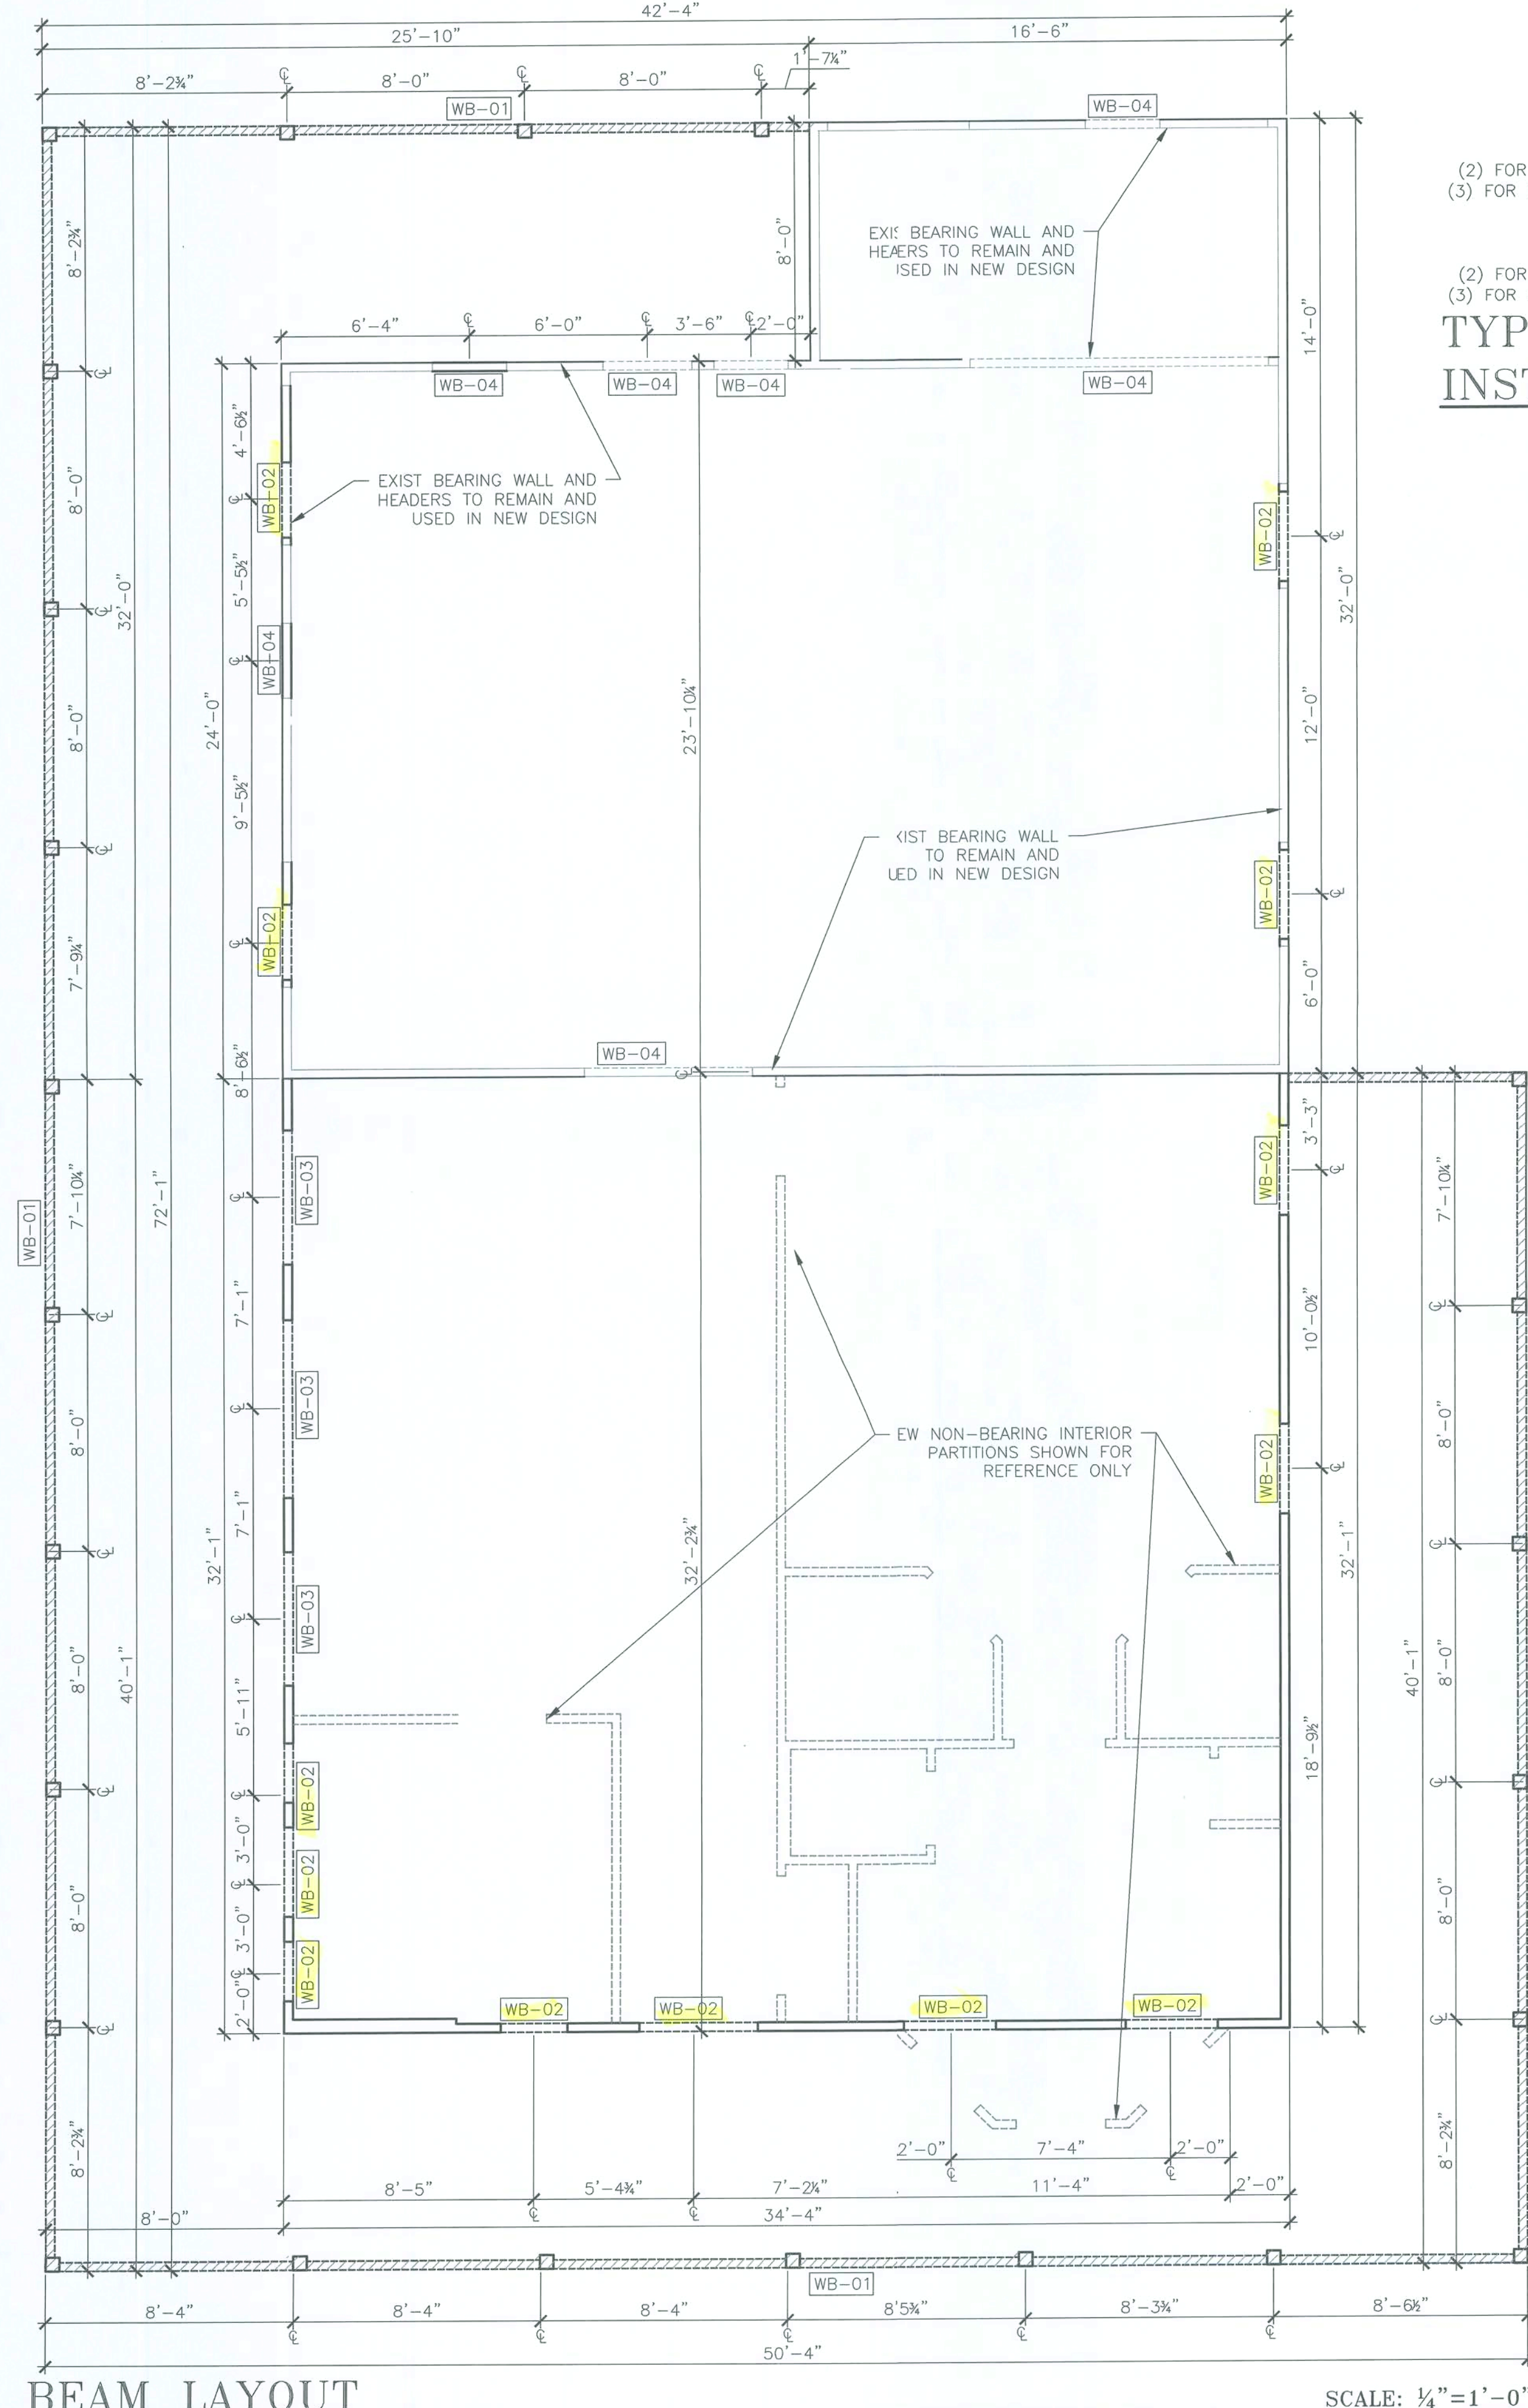 42'-4"
25'-10"
16'-6"
1'-7¼"
8'-2¾"
8'-0"
8'-0"
WB-01
WB-04
(2) FOR
(3) FOR
EXIS BEARING WALL AND
HEAERS TO REMAIN AND
USED IN NEW DESIGN
8'-0"
8'-2¾"
(2) FOR
(3) FOR
TYP
INST
6'-4"
6'-0"
3'-6"
2'-0"
14'-0"
WB-04
WB-04
WB-04
WB-04
4'-6½"
8'-0"
WB-02
EXIST BEARING WALL AND
HEADERS TO REMAIN AND
USED IN NEW DESIGN
WB-02
5'-5½"
32'-0"
32'-0"
WB-04
8'-0"
24'-0"
23'-10¼"
12'-0"
9'-5½"
XIST BEARING WALL
TO REMAIN AND
UED IN NEW DESIGN
WB-02
WB-02
7'-9¼"
6'-0"
WB-04
8'-6½"
3'-3"
WB-03
WB-02
7'-10¼"
7'-10¼"
72'-1"
WB-01
7'-1"
10'-0½"
WB-03
8'-0"
8'-0"
EW NON-BEARING INTERIOR
PARTITIONS SHOWN FOR
REFERENCE ONLY
WB-02
7'-1"
32'-1"
32'-2¾"
32'-1"
WB-03
8'-0"
40'-1"
5'-11"
18'-9½"
40'-1"
8'-0"
WB-02
3'-0"
WB-02
8'-0"
3'-0"
8'-0"
WB-02
2'-0"
WB-02
WB-02
WB-02
WB-02
8'-2¾"
8'-2¾"
2'-0"
7'-4"
2'-0"
8'-5"
5'-4¾"
7'-2¼"
11'-4"
2'-0"
8'-0"
34'-4"
WB-01
8'-4"
8'-4"
8'-4"
8'5¾"
8'-3¾"
8'-6½"
50'-4"
BEAM LAYOUT
SCALE: ¼"=1'-0"